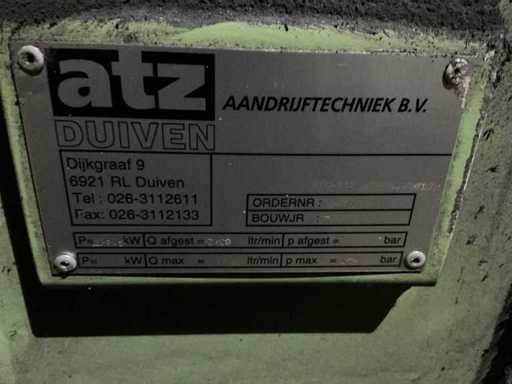 atz
AANDRIJFTECHNIEK B.V.
DUIVEN
Dijkgraaf 9
6921 RL Duiven
Tel : 026-3112611
Fax: 026-3112133
ORDERNR :
BOUWJR :
P= kW Q afgest = ltr/min p afgest = bar
P= kW Q max = ltr/min p max = bar